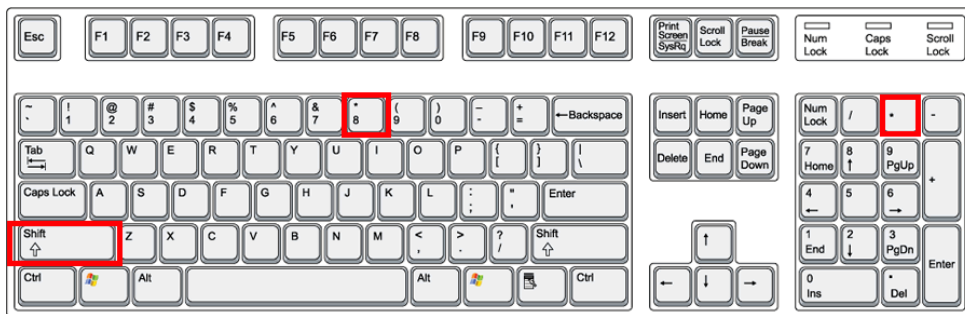 Esc F1 F2 F3 F4 F5 F6 F7 F8 F9 F10 F11 F12 Print Screen SysRq Scroll Lock Pause Break Num Lock Caps Lock Scroll Lock
~ ` ! 1 @ 2 # 3 $ 4 % 5 ^ 6 & 7 * 8 ( 9 ) 0 _ - + = ←Backspace Insert Home Page Up Num Lock / * -
Tab Q W E R T Y U I O P { [ } ] | \ Delete End Page Down 7 Home 8 ↑ 9 PgUp +
Caps Lock A S D F G H J K L : ; " ' Enter 4 ← 5 6 →
Shift Z X C V B N M < , > . ? / Shift ↑ 1 End 2 ↓ 3 PgDn Enter
Ctrl Alt Alt Ctrl ← ↓ → 0 Ins . Del